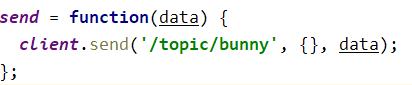 send = function(data) {
  client.send('/topic/bunny', {}, data);
};